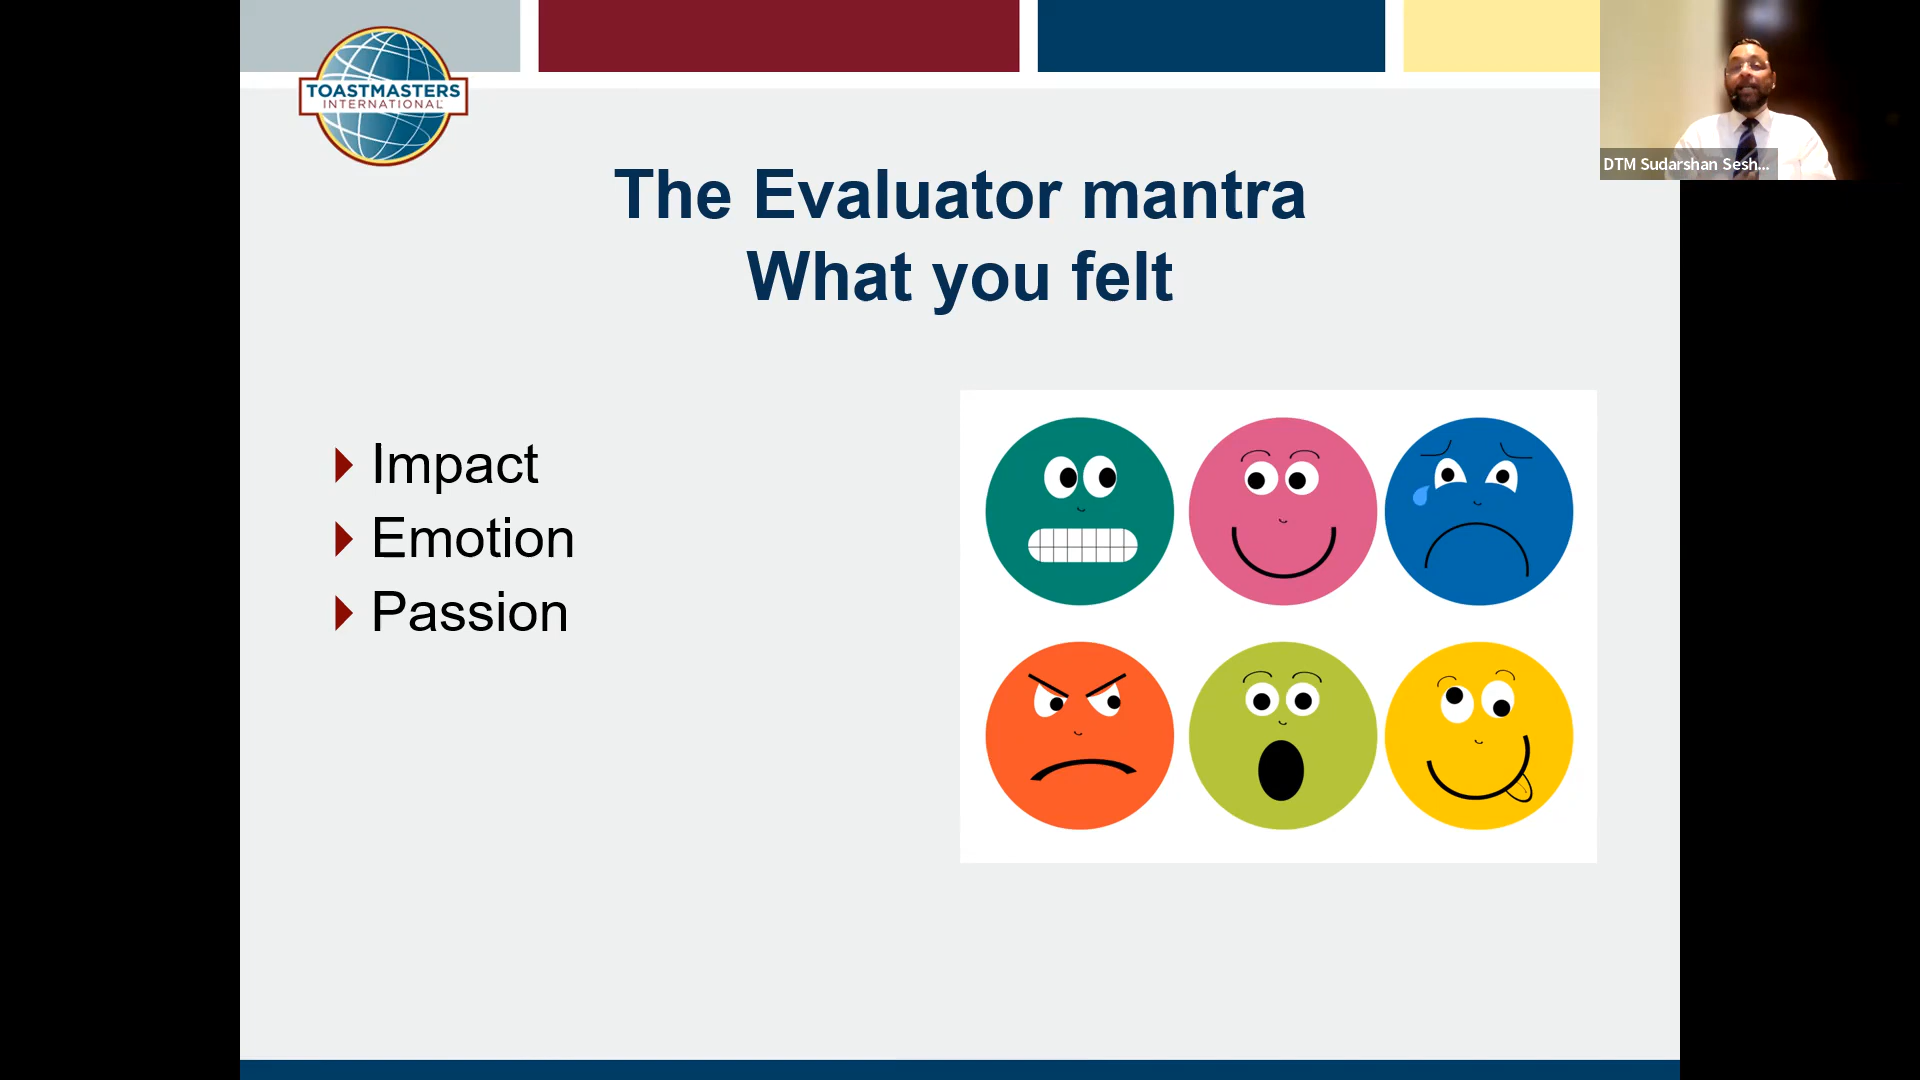 TOASTMASTERS
INTERNATIONAL
DTM Sudarshan Sesh...
The Evaluator mantra
What you felt
Impact
Emotion
Passion